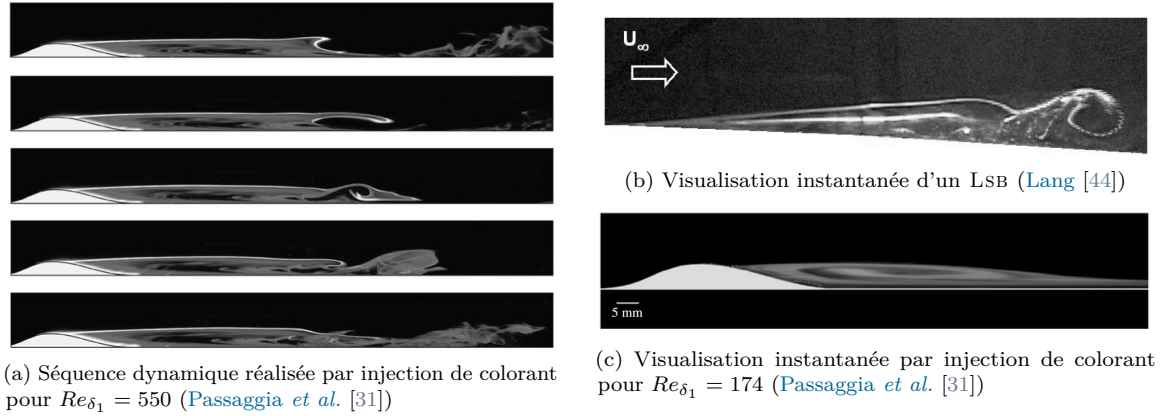 (a) Séquence dynamique réalisée par injection de colorant
pour Reδ₁ = 550 (Passaggia et al. [31])
U∞
(b) Visualisation instantanée d'un LSB (Lang [44])
5 mm
(c) Visualisation instantanée par injection de colorant
pour Reδ₁ = 174 (Passaggia et al. [31])